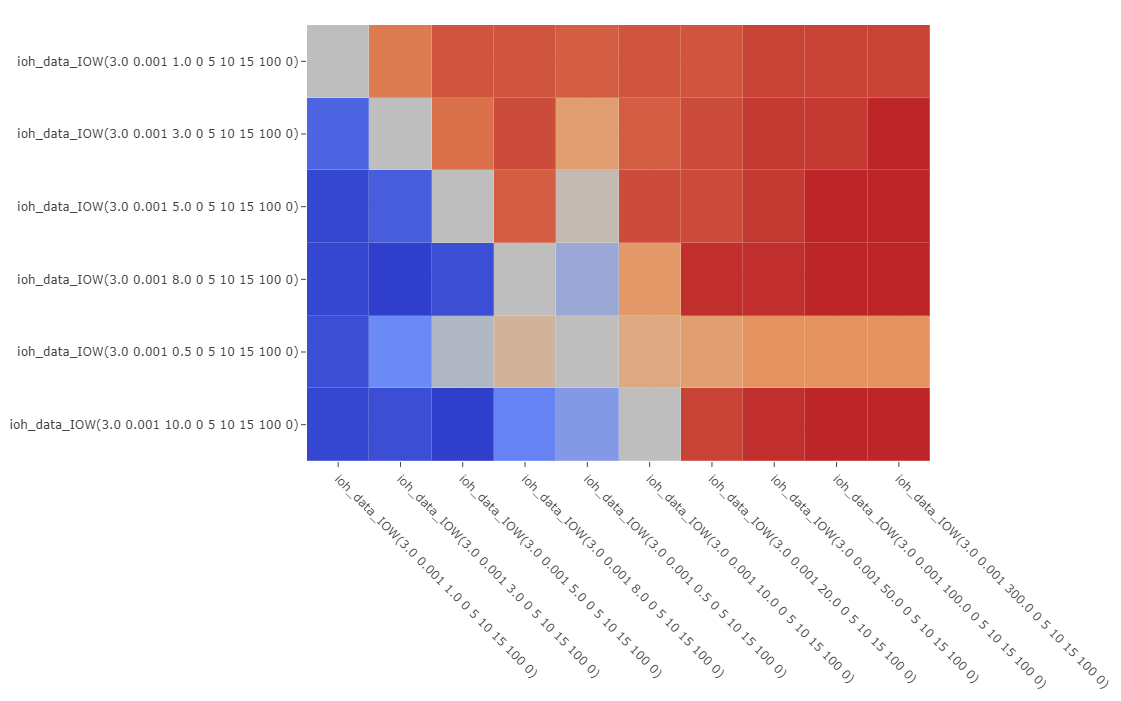 ioh_data_IOW(3.0 0.001 1.0 0 5 10 15 100 0)
ioh_data_IOW(3.0 0.001 3.0 0 5 10 15 100 0)
ioh_data_IOW(3.0 0.001 5.0 0 5 10 15 100 0)
ioh_data_IOW(3.0 0.001 8.0 0 5 10 15 100 0)
ioh_data_IOW(3.0 0.001 0.5 0 5 10 15 100 0)
ioh_data_IOW(3.0 0.001 10.0 0 5 10 15 100 0)
ioh_data_IOW(3.0 0.001 1.0 0 5 10 15 100 0)
ioh_data_IOW(3.0 0.001 3.0 0 5 10 15 100 0)
ioh_data_IOW(3.0 0.001 5.0 0 5 10 15 100 0)
ioh_data_IOW(3.0 0.001 8.0 0 5 10 15 100 0)
ioh_data_IOW(3.0 0.001 0.5 0 5 10 15 100 0)
ioh_data_IOW(3.0 0.001 10.0 0 5 10 15 100 0)
ioh_data_IOW(3.0 0.001 20.0 0 5 10 15 100 0)
ioh_data_IOW(3.0 0.001 50.0 0 5 10 15 100 0)
ioh_data_IOW(3.0 0.001 100.0 0 5 10 15 100 0)
ioh_data_IOW(3.0 0.001 300.0 0 5 10 15 100 0)